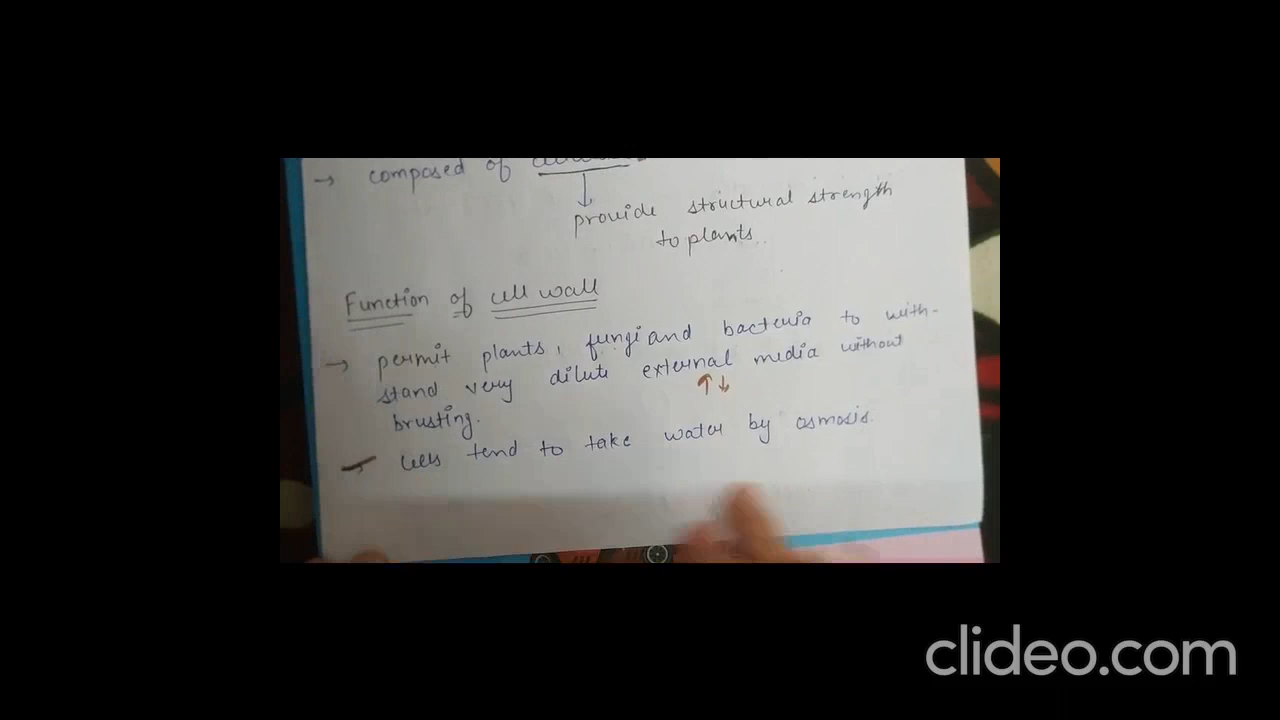 → composed of
↓
provide structural strength
to plants..
Function of cell wall
→ permit plants, fungi and bacteria to with-
stand very dilute external media without
↑↓
brusting.
→ cells tend to take water by osmosis.
clideo.com